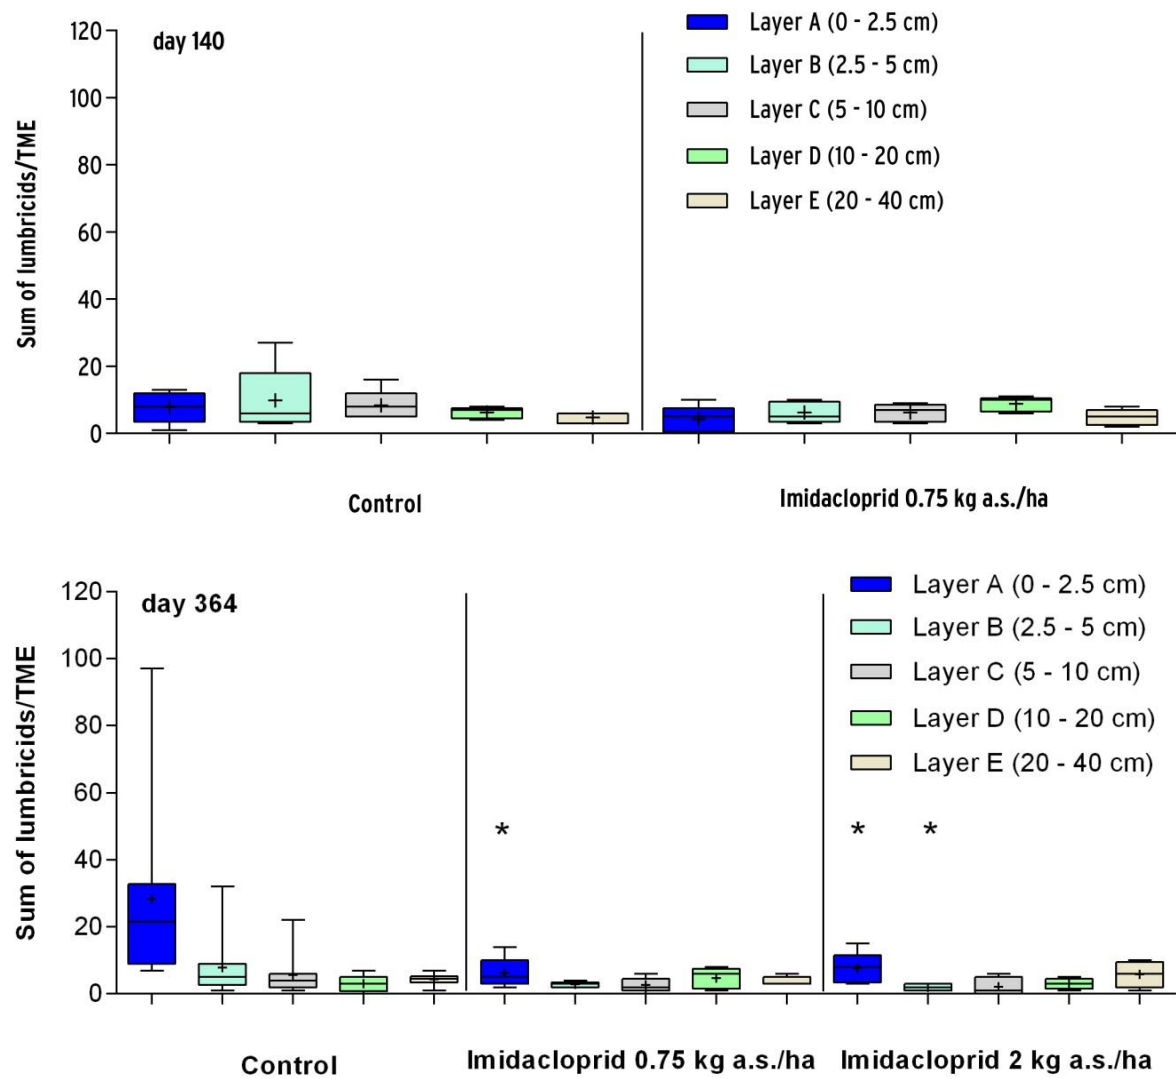 day 140
Sum of lumbricids/TME
120
100
80
60
40
20
0
Layer A (0 - 2.5 cm)
Layer B (2.5 - 5 cm)
Layer C (5 - 10 cm)
Layer D (10 - 20 cm)
Layer E (20 - 40 cm)
Control
Imidacloprid 0.75 kg a.s./ha
day 364
Sum of lumbricids/TME
120
100
80
60
40
20
0
Layer A (0 - 2.5 cm)
Layer B (2.5 - 5 cm)
Layer C (5 - 10 cm)
Layer D (10 - 20 cm)
Layer E (20 - 40 cm)
*
* *
Control
Imidacloprid 0.75 kg a.s./ha
Imidacloprid 2 kg a.s./ha